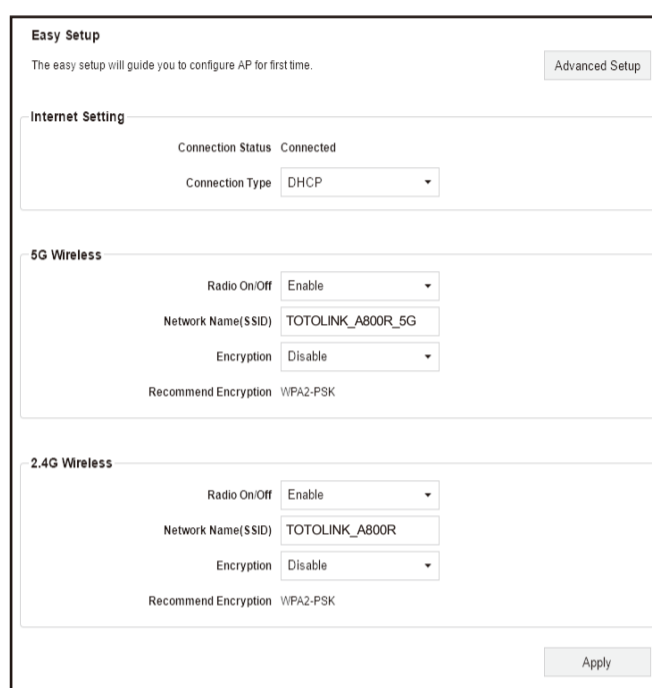 Easy Setup
The easy setup will guide you to configure AP for first time.
Advanced Setup
Internet Setting
Connection Status Connected
Connection Type DHCP
5G Wireless
Radio On/Off Enable
Network Name(SSID) TOTOLINK_A800R_5G
Encryption Disable
Recommend Encryption WPA2-PSK
2.4G Wireless
Radio On/Off Enable
Network Name(SSID) TOTOLINK_A800R
Encryption Disable
Recommend Encryption WPA2-PSK
Apply